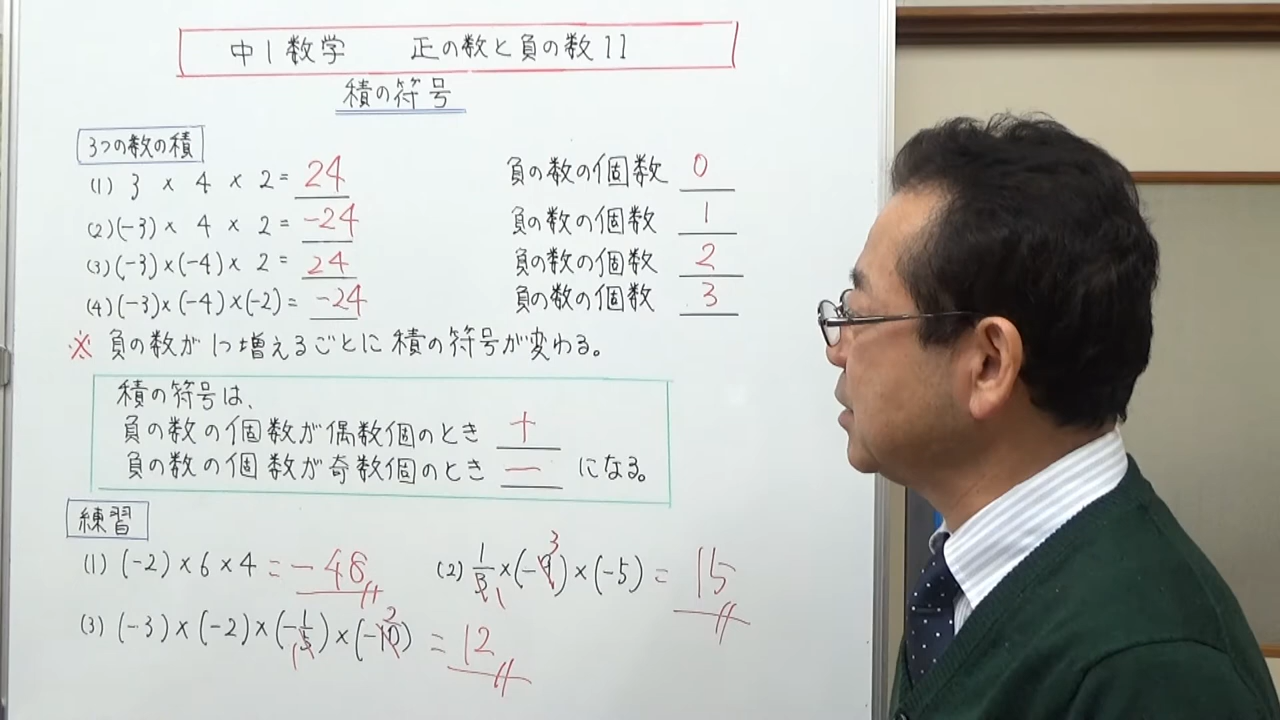 中1数学 正の数と負の数11
積の符号
3つの数の積
(1) 3 × 4 × 2 = 24 負の数の個数 0
(2) (-3) × 4 × 2 = -24 負の数の個数 1
(3) (-3) × (-4) × 2 = 24 負の数の個数 2
(4) (-3) × (-4) × (-2) = -24 負の数の個数 3
※ 負の数が1つ増えるごとに積の符号が変わる。
積の符号は、
負の数の個数が偶数個のとき +
負の数の個数が奇数個のとき - になる。
練習
(1) (-2) × 6 × 4 = -48 (2) 1/3 × (-9) × (-5) = 15
(3) (-3) × (-2) × (-1/5) × (-10) = 12